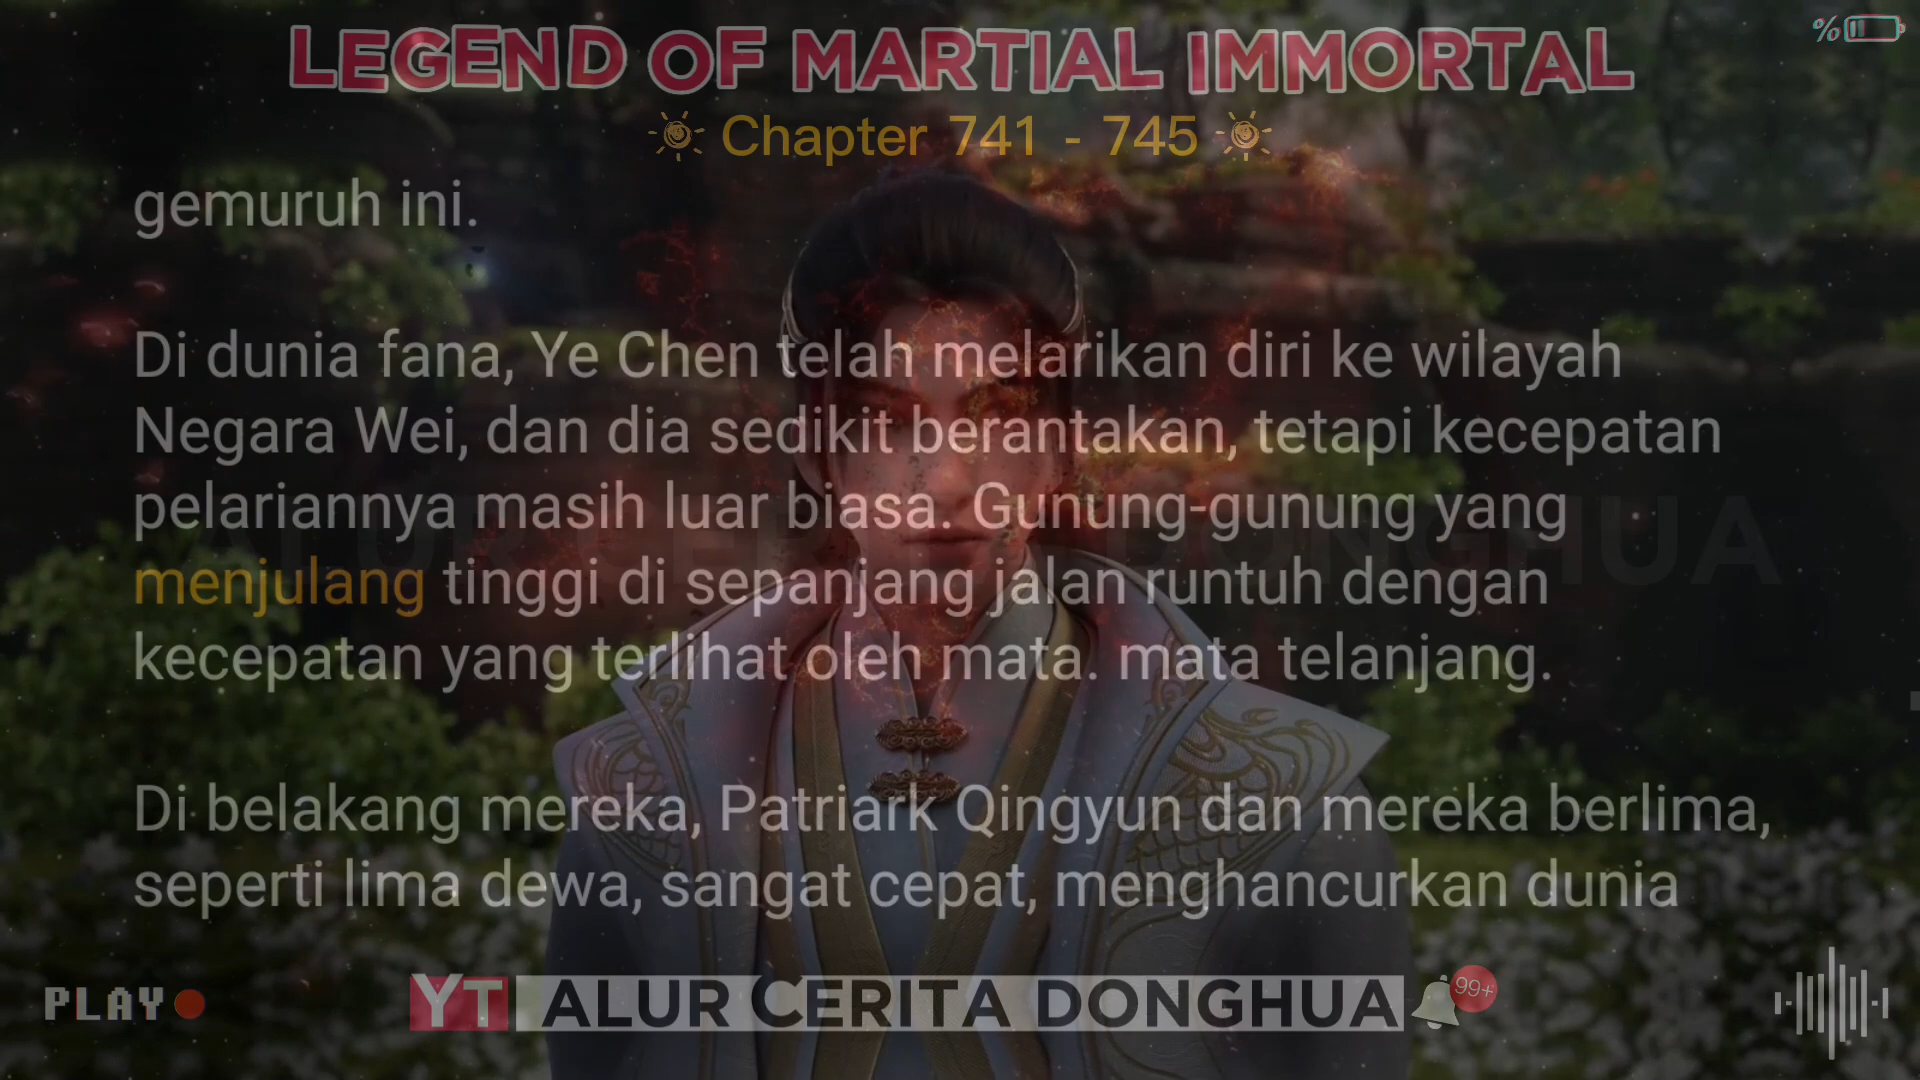 LEGEND OF MARTIAL IMMORTAL
%
Chapter 741 - 745
gemuruh ini.
Di dunia fana, Ye Chen telah melarikan diri ke wilayah
Negara Wei, dan dia sedikit berantakan, tetapi kecepatan
pelariannya masih luar biasa. Gunung-gunung yang
menjulang tinggi di sepanjang jalan runtuh dengan
kecepatan yang terlihat oleh mata. mata telanjang.
ALUR CERITA DONGHUA
Di belakang mereka, Patriark Qingyun dan mereka berlima,
seperti lima dewa, sangat cepat, menghancurkan dunia
PLAY
YT ALUR CERITA DONGHUA 99+